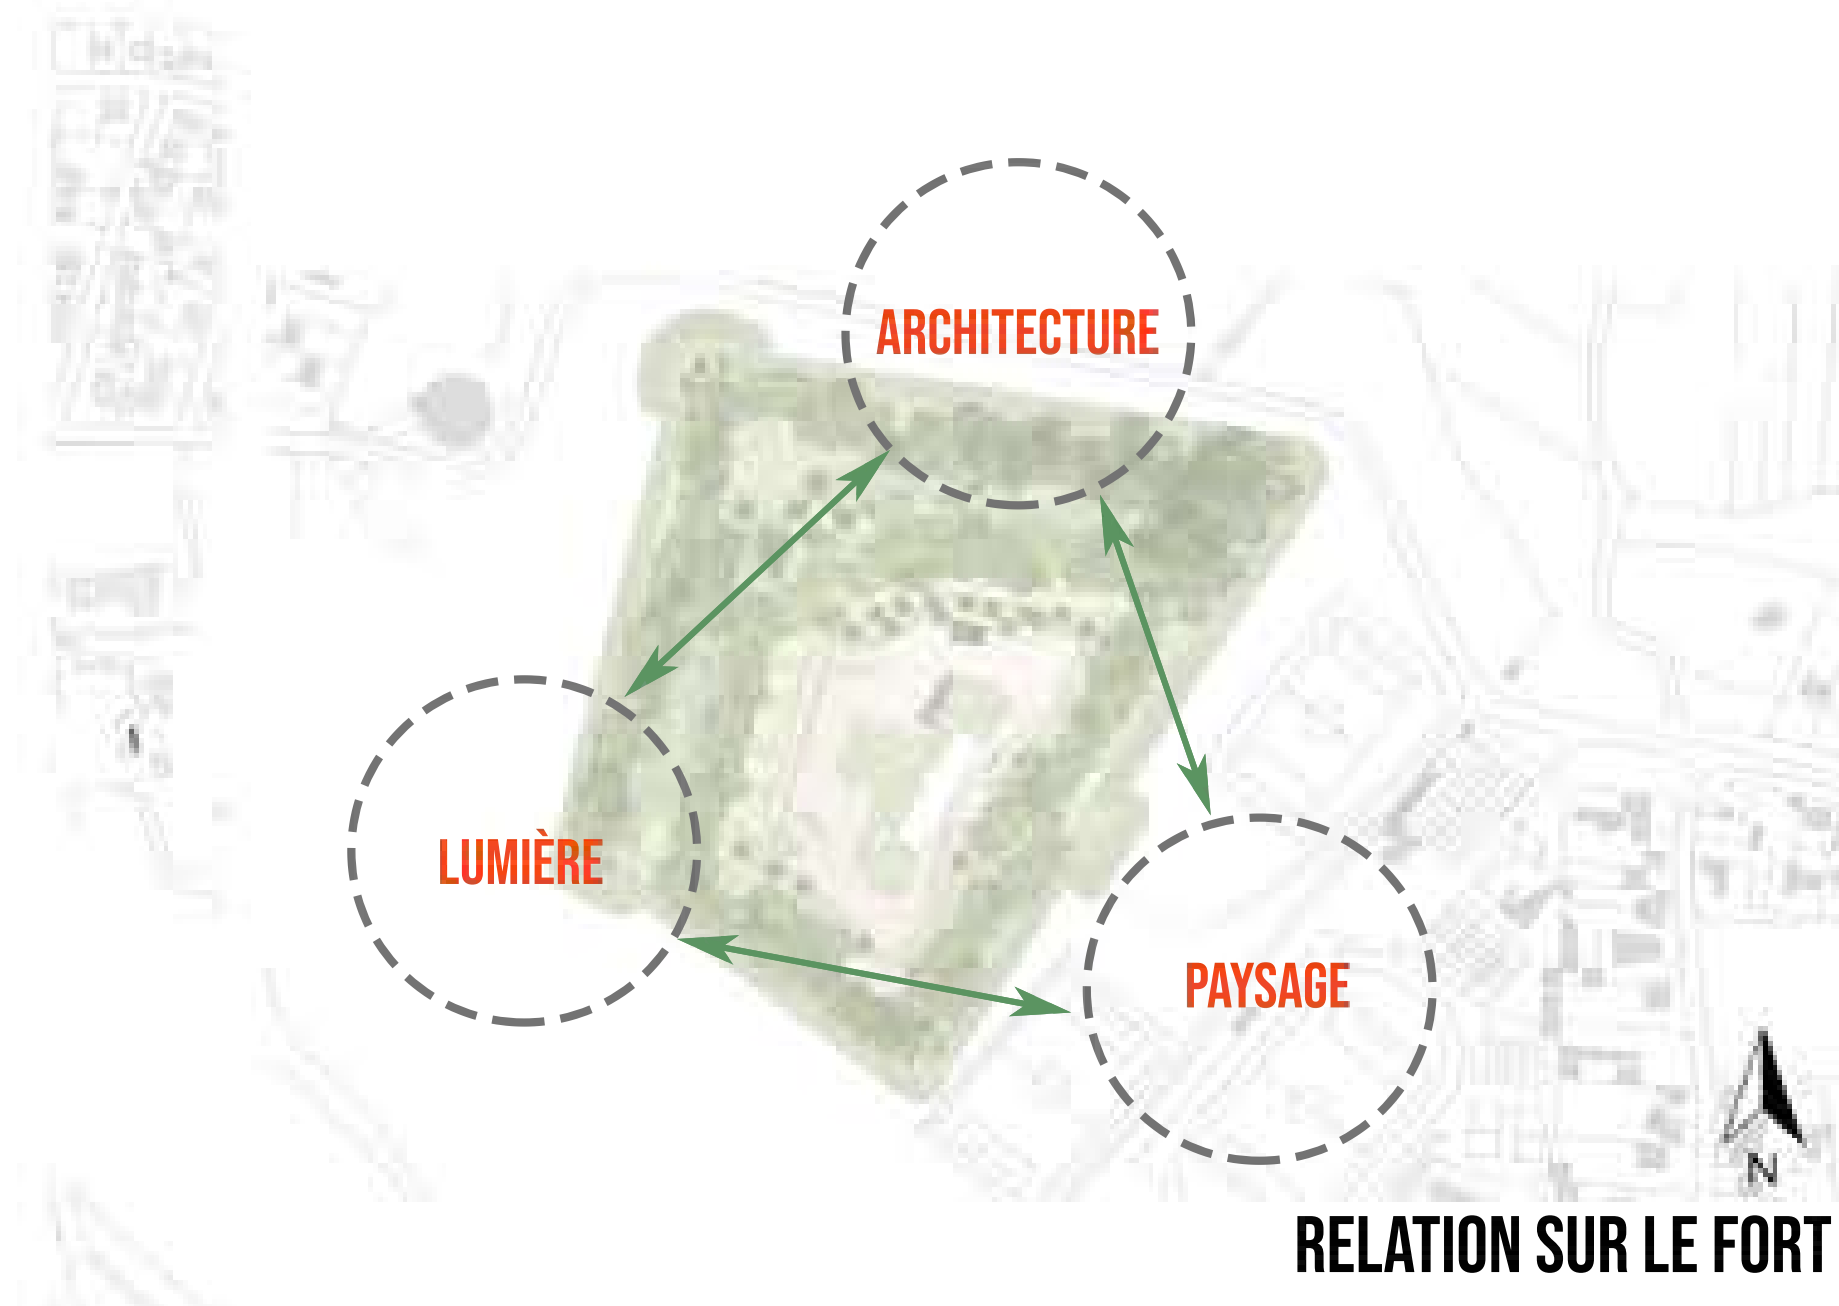 ARCHITECTURE
LUMIÈRE
PAYSAGE
N
RELATION SUR LE FORT